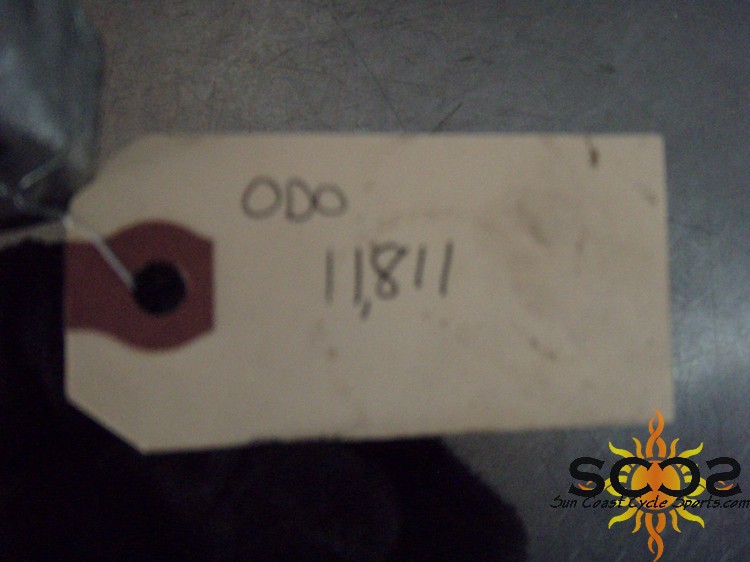 ODO
11,811
SCCS
Sun Coast Cycle Sports.com